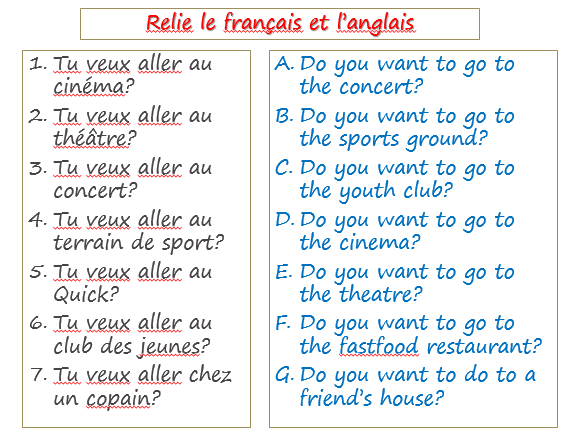 Relie le français et l'anglais
1. Tu veux aller au
cinéma?
2. Tu veux aller au
théâtre?
3. Tu veux aller au
concert?
4. Tu veux aller au
terrain de sport?
5. Tu veux aller au
Quick?
6. Tu veux aller au
club des jeunes?
7. Tu veux aller chez
un copain?
A. Do you want to go to
the concert?
B. Do you want to go to
the sports ground?
C. Do you want to go to
the youth club?
D. Do you want to go to
the cinema?
E. Do you want to go to
the theatre?
F. Do you want to go to
the fastfood restaurant?
G. Do you want to do to a
friend's house?